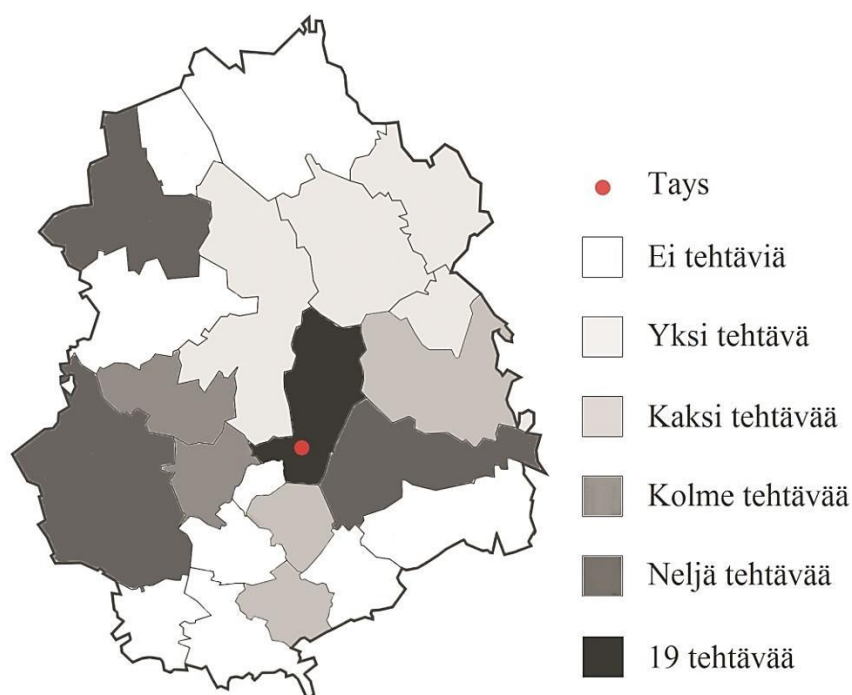 Tays
Ei tehtäviä
Yksi tehtävä
Kaksi tehtävää
Kolme tehtävää
Neljä tehtävää
19 tehtävää